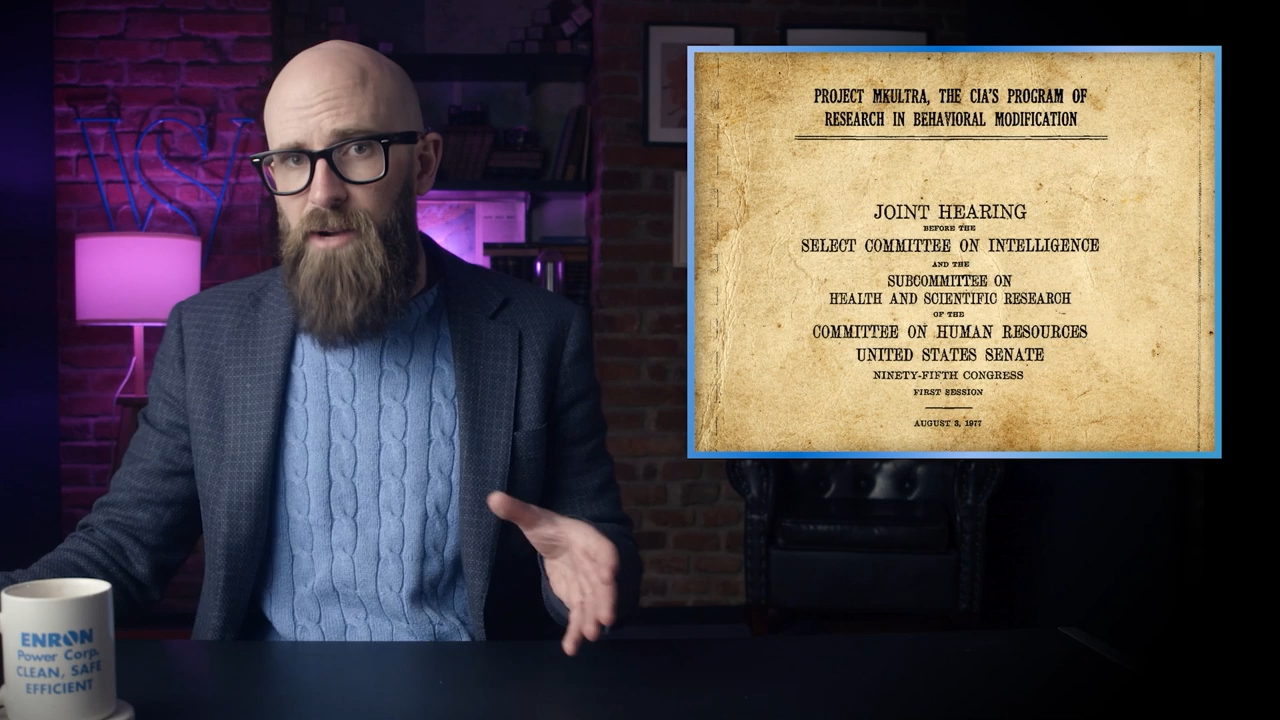 PROJECT MKULTRA, THE CIA'S PROGRAM OF
RESEARCH IN BEHAVIORAL MODIFICATION
JOINT HEARING
BEFORE THE
SELECT COMMITTEE ON INTELLIGENCE
AND THE
SUBCOMMITTEE ON
HEALTH AND SCIENTIFIC RESEARCH
OF THE
COMMITTEE ON HUMAN RESOURCES
UNITED STATES SENATE
NINETY-FIFTH CONGRESS
FIRST SESSION
AUGUST 3, 1977
ENRON
Power Corp.
CLEAN, SAFE
EFFICIENT